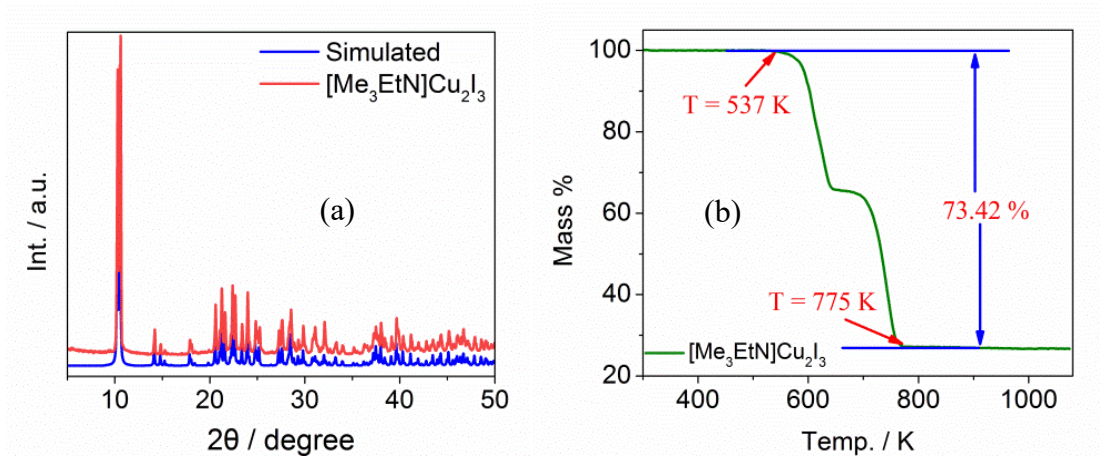 Simulated
[Me₃EtN]Cu₂I₃
(a)
Int. / a.u.
10
20
30
40
50
2θ / degree
100
80
60
40
20
Mass %
T = 537 K
(b)
73.42 %
T = 775 K
[Me₃EtN]Cu₂I₃
400
600
800
1000
Temp. / K